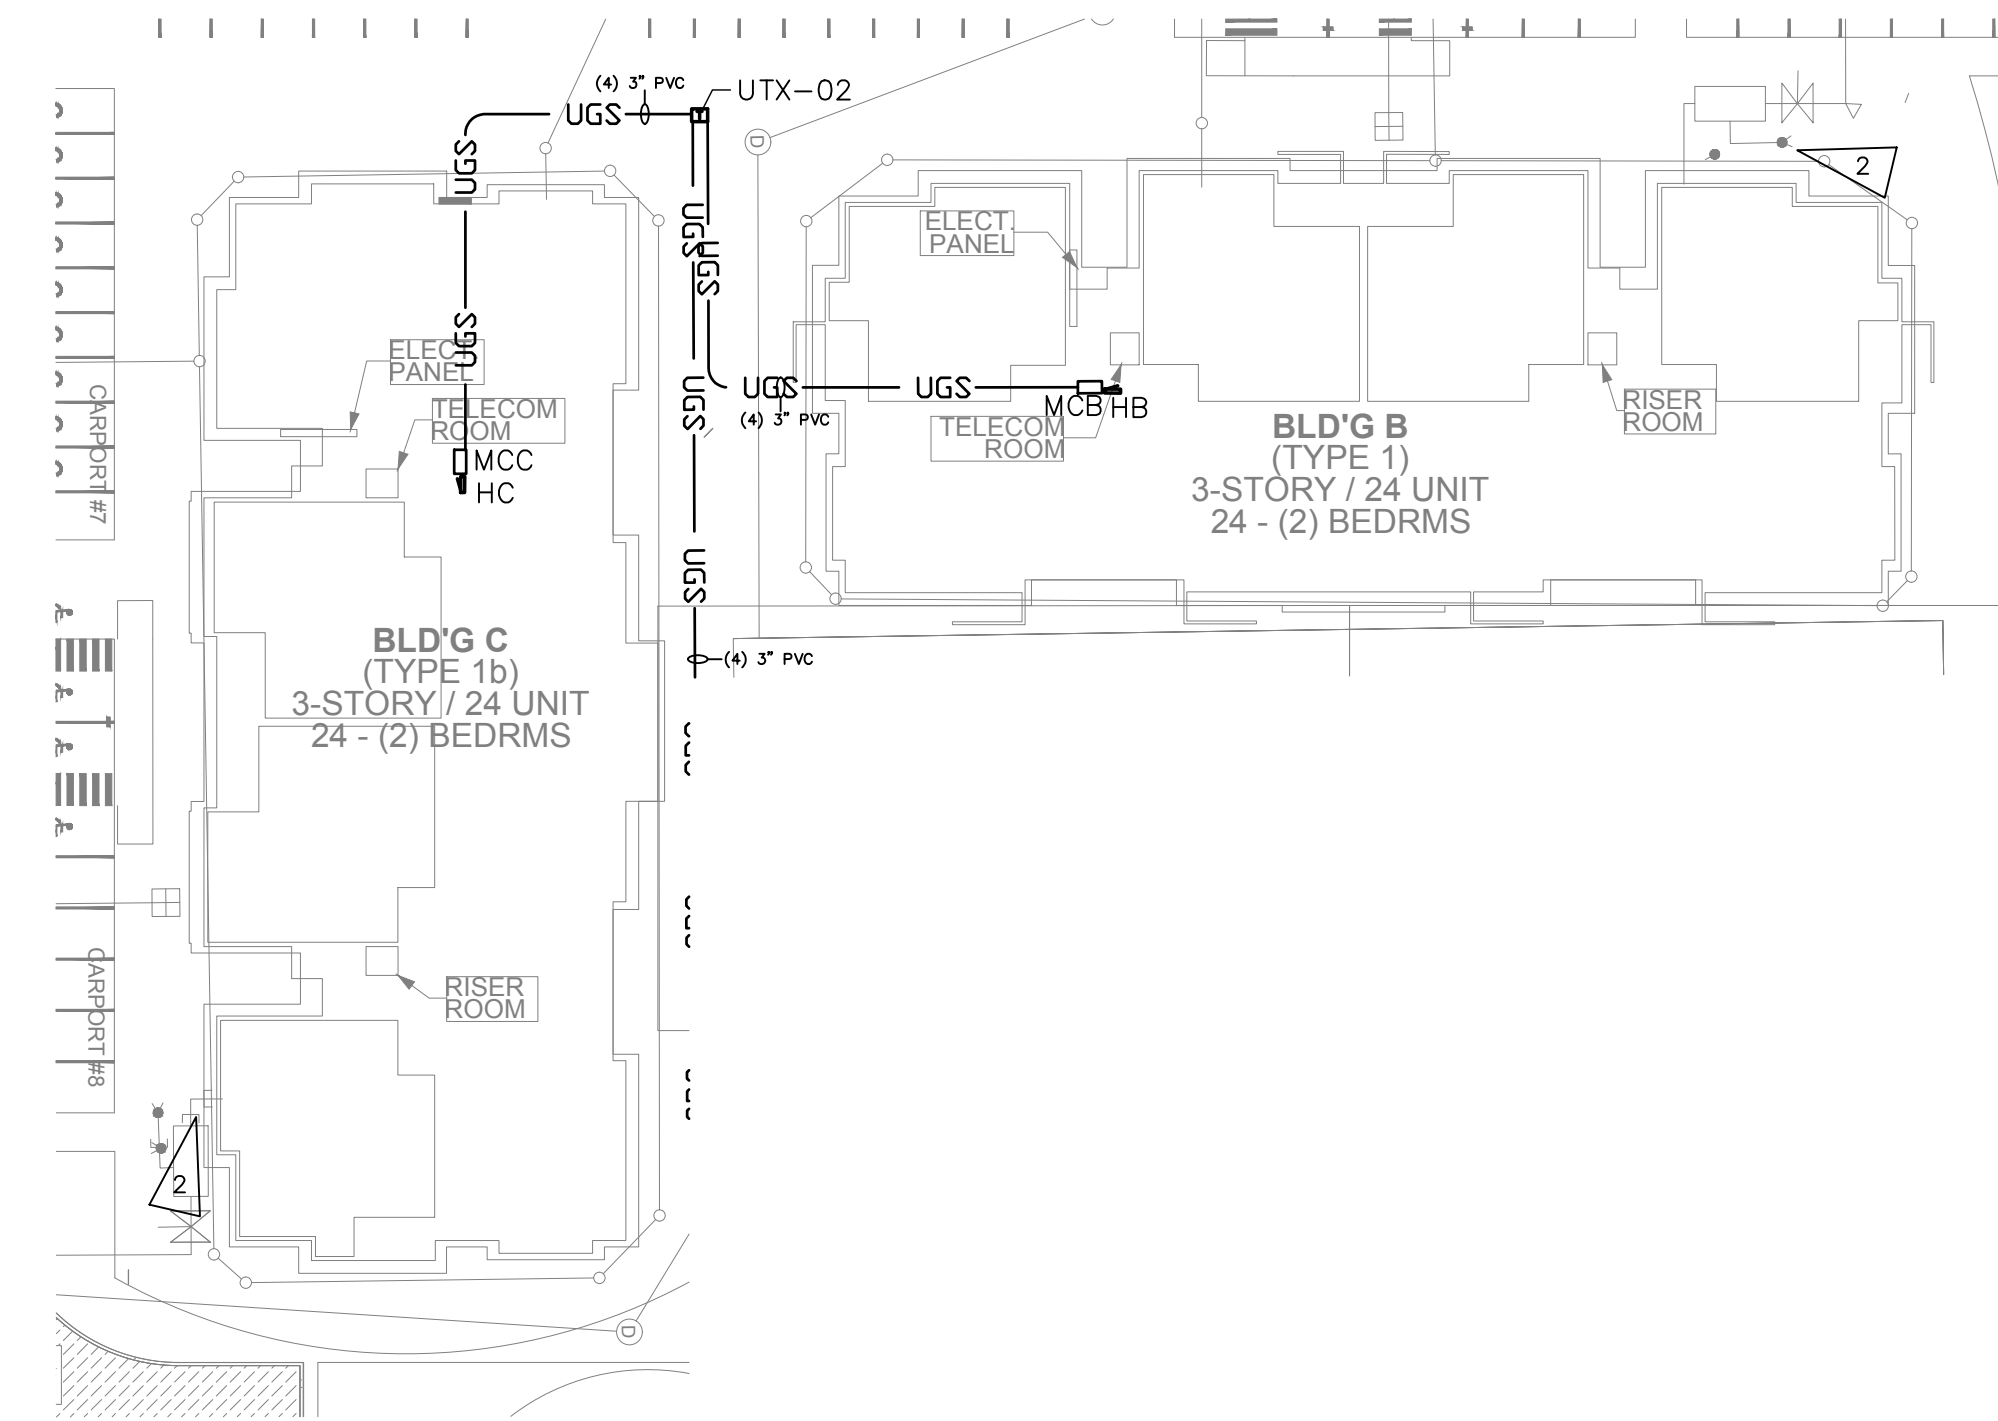 (4) 3" PVC
UTX-02
UGS
UGS
D
2
UGS
UGS
ELECT.
PANEL
UGS
ELECT.
PANEL
UGS
UGS
UGS
(4) 3" PVC
MCB
HB
UGS
TELECOM
ROOM
TELECOM
ROOM
RISER
ROOM
CARPORT #7
MCC
HC
BLD'G B
(TYPE 1)
3-STORY / 24 UNIT
24 - (2) BEDRMS
UGS
BLD'G C
(TYPE 1b)
3-STORY / 24 UNIT
24 - (2) BEDRMS
(4) 3" PVC
CARPORT #8
RISER
ROOM
2
D